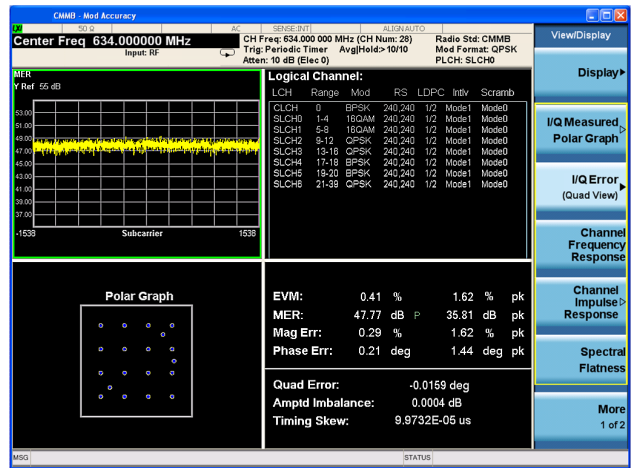 CMMB - Mod Accuracy
50 Ω AC SENSE:INT ALIGN AUTO
Center Freq 634.000000 MHz
Input: RF
CH Freq: 634.000 000 MHz (CH Num: 28) Radio Std: CMMB
Trig: Periodic Timer Avg|Hold:>10/10 Mod Format: QPSK
Atten: 10 dB (Elec 0) PLCH: SLCH0
MER
Y Ref 55 dB
53.00
51.00
49.00
47.00
45.00
43.00
41.00
39.00
37.00
-1538 Subcarrier 1538
Logical Channel:
LCH Range Mod RS LDPC Intlv Scramb
CLCH 0 BPSK 240,240 1/2 Mode1 Mode0
SLCH0 1-4 16QAM 240,240 1/2 Mode1 Mode0
SLCH1 5-8 16QAM 240,240 1/2 Mode1 Mode0
SLCH2 9-12 QPSK 240,240 1/2 Mode1 Mode0
SLCH3 13-16 QPSK 240,240 1/2 Mode1 Mode0
SLCH4 17-18 BPSK 240,240 1/2 Mode1 Mode0
SLCH5 19-20 BPSK 240,240 1/2 Mode1 Mode0
SLCH6 21-39 QPSK 240,240 1/2 Mode1 Mode0
Polar Graph
EVM: 0.41 % 1.62 % pk
MER: 47.77 dB P 35.81 dB pk
Mag Err: 0.29 % 1.62 % pk
Phase Err: 0.21 deg 1.44 deg pk
Quad Error: -0.0159 deg
Amptd Imbalance: 0.0004 dB
Timing Skew: 9.9732E-05 us
View/Display
Display
I/Q Measured
Polar Graph
I/Q Error
(Quad View)
Channel
Frequency
Response
Channel
Impulse
Response
Spectral
Flatness
More
1 of 2
MSG STATUS